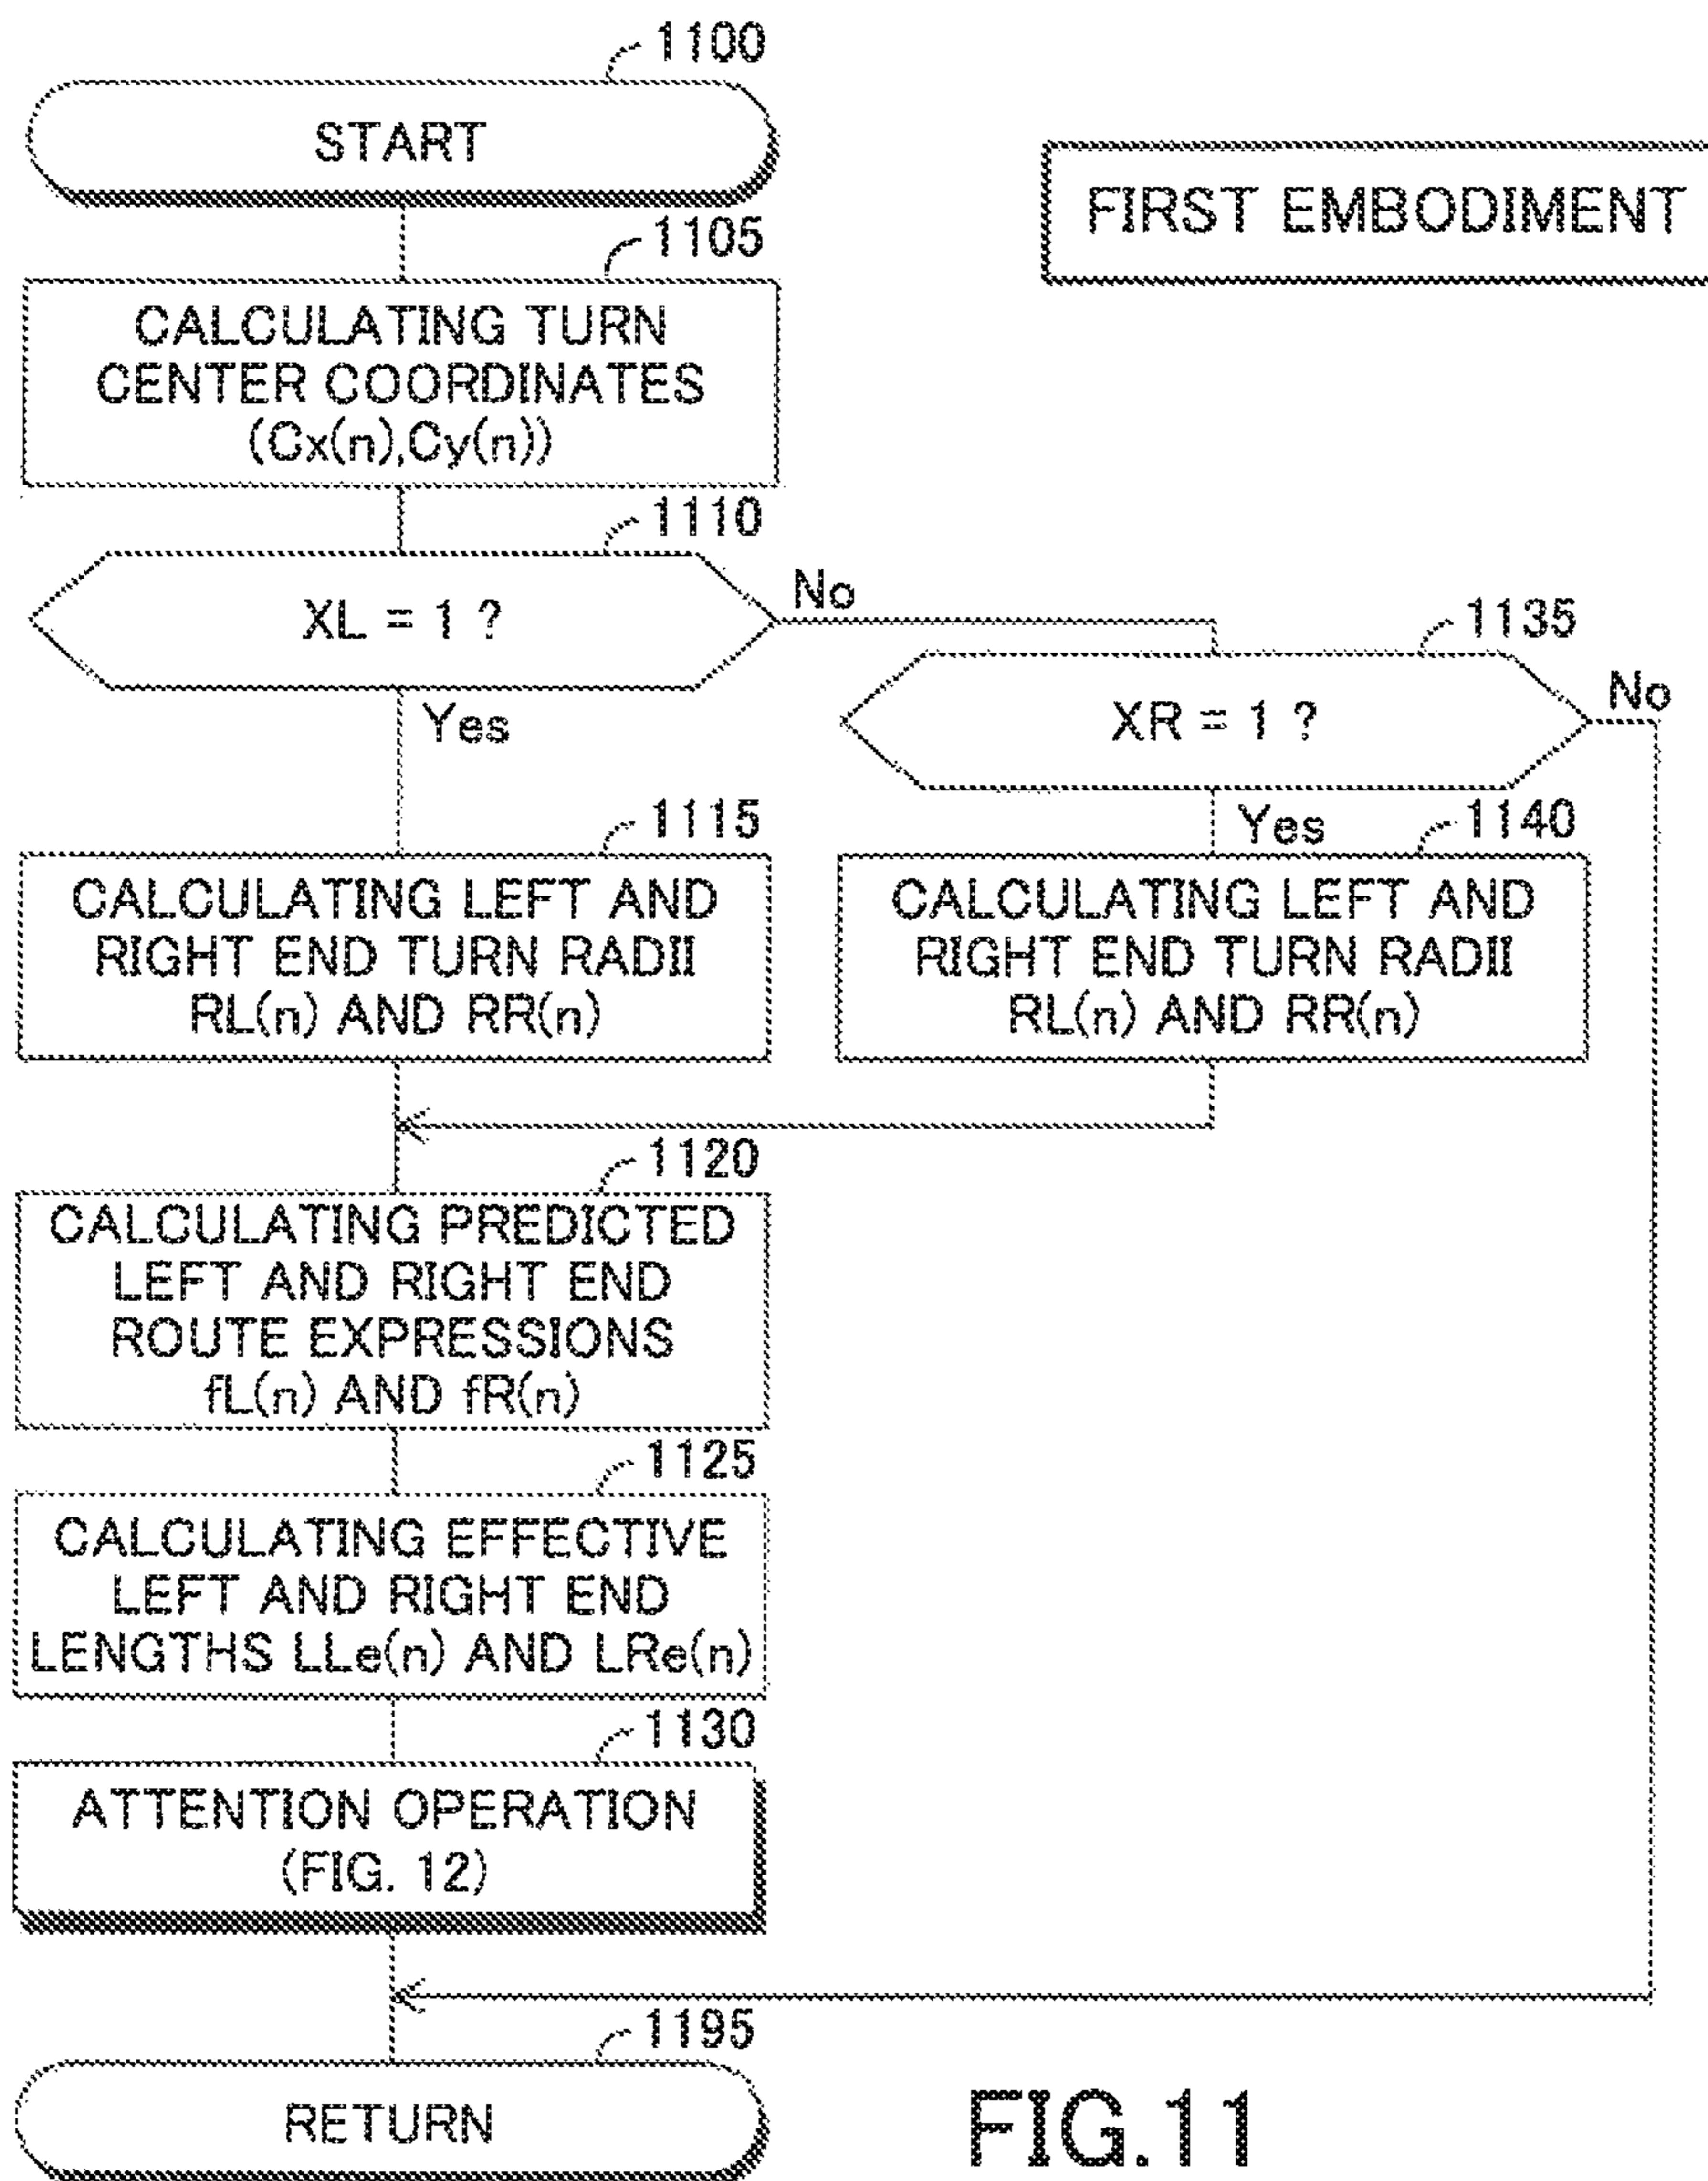 1100
START
FIRST EMBODIMENT
1105
CALCULATING TURN
CENTER COORDINATES
(Cx(n),Cy(n))
1110
XL = 1 ?
No
Yes
1135
XR = 1 ?
No
Yes
1115
CALCULATING LEFT AND
RIGHT END TURN RADII
RL(n) AND RR(n)
1140
CALCULATING LEFT AND
RIGHT END TURN RADII
RL(n) AND RR(n)
1120
CALCULATING PREDICTED
LEFT AND RIGHT END
ROUTE EXPRESSIONS
fL(n) AND fR(n)
1125
CALCULATING EFFECTIVE
LEFT AND RIGHT END
LENGTHS LLe(n) AND LRe(n)
1130
ATTENTION OPERATION
(FIG. 12)
1195
RETURN
FIG.11